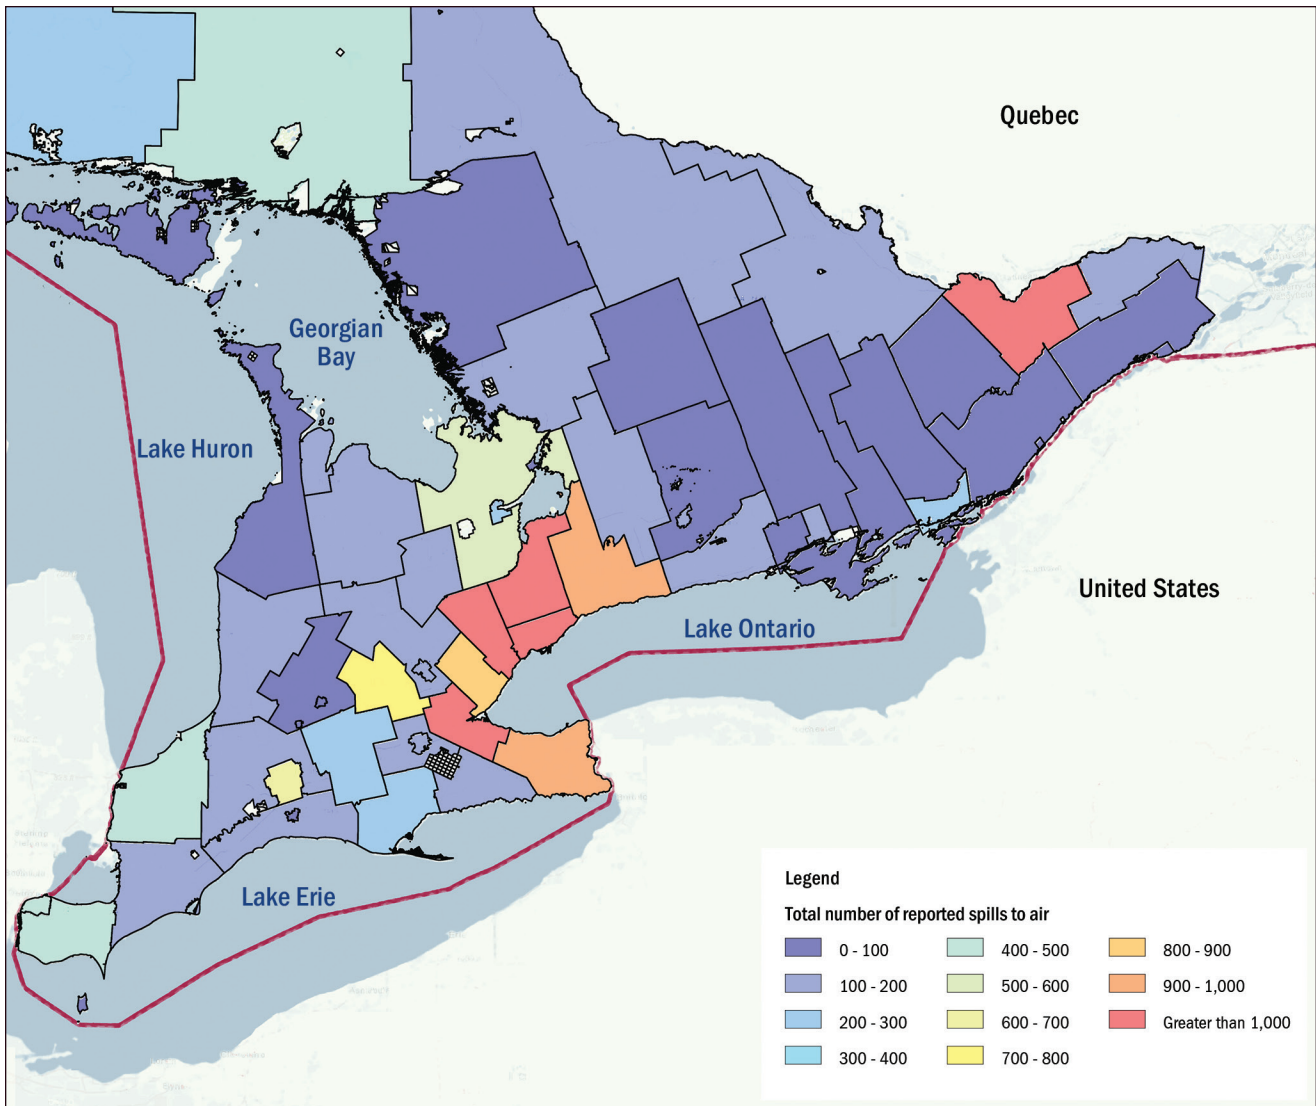 Quebec
Georgian
Bay
Lake Huron
United States
Lake Ontario
Lake Erie
Legend
Total number of reported spills to air
0 - 100
400 - 500
800 - 900
100 - 200
500 - 600
900 - 1,000
200 - 300
600 - 700
Greater than 1,000
300 - 400
700 - 800